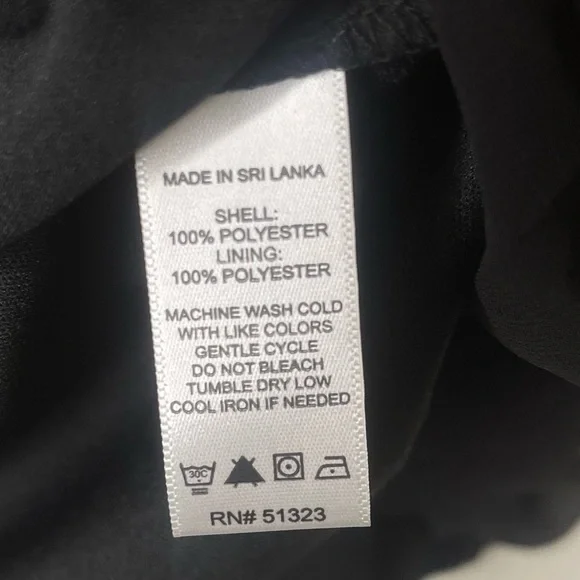 MADE IN SRI LANKA
SHELL:
100% POLYESTER
LINING:
100% POLYESTER
MACHINE WASH COLD
WITH LIKE COLORS
GENTLE CYCLE
DO NOT BLEACH
TUMBLE DRY LOW
COOL IRON IF NEEDED
30C
RN# 51323